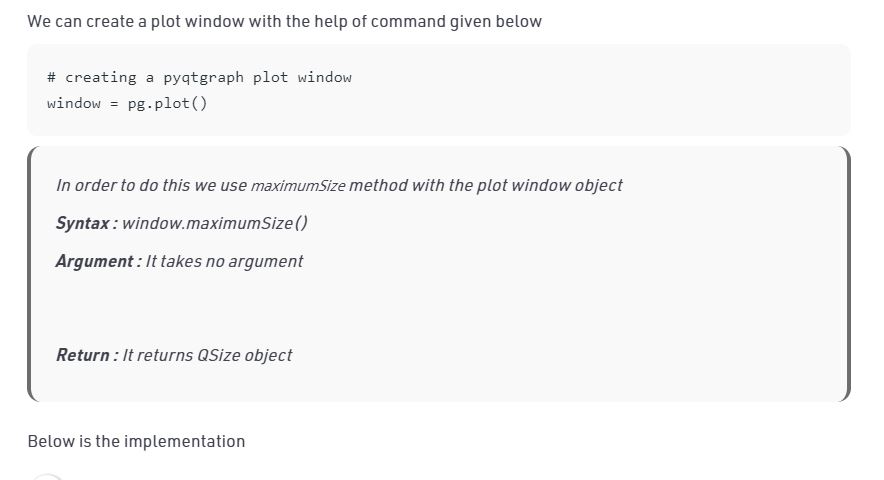 We can create a plot window with the help of command given below
# creating a pyqtgraph plot window
window = pg.plot()
In order to do this we use maximumSize method with the plot window object
Syntax : window.maximumSize()
Argument : It takes no argument
Return : It returns QSize object
Below is the implementation